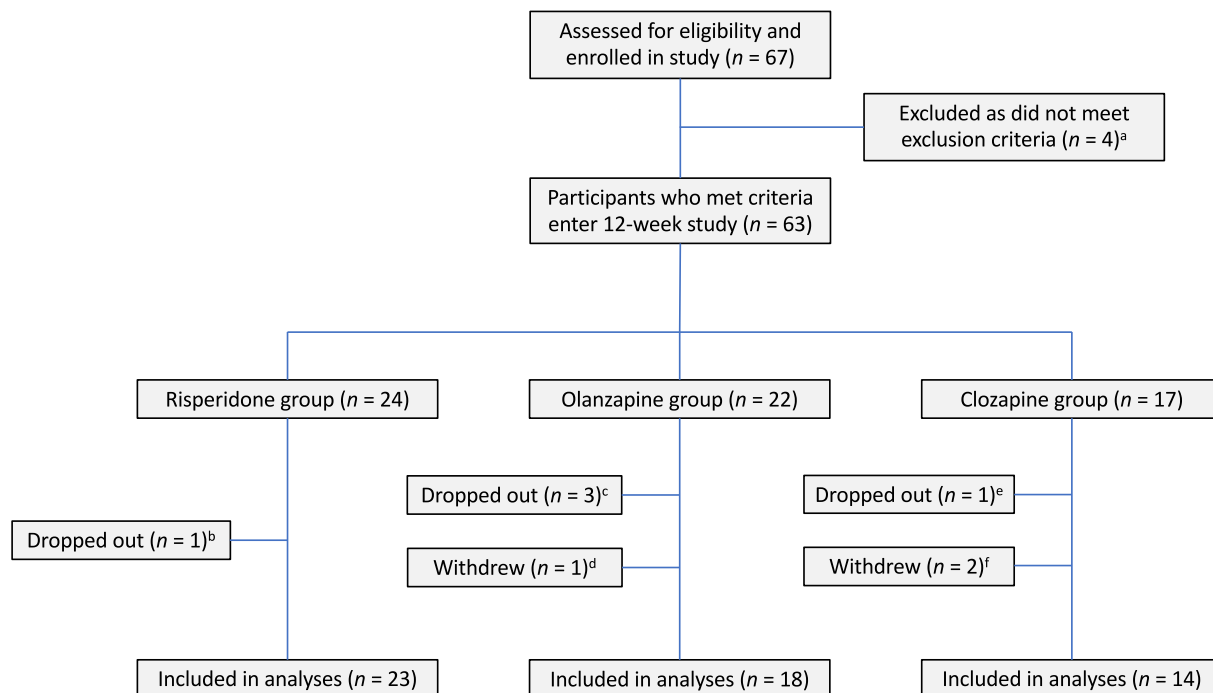 Assessed for eligibility and
enrolled in study (n = 67)
Excluded as did not meet
exclusion criteria (n = 4)ᵃ
Participants who met criteria
enter 12-week study (n = 63)
Risperidone group (n = 24)
Olanzapine group (n = 22)
Clozapine group (n = 17)
Dropped out (n = 1)ᵇ
Dropped out (n = 3)ᶜ
Withdrew (n = 1)ᵈ
Dropped out (n = 1)ᵉ
Withdrew (n = 2)ᶠ
Included in analyses (n = 23)
Included in analyses (n = 18)
Included in analyses (n = 14)